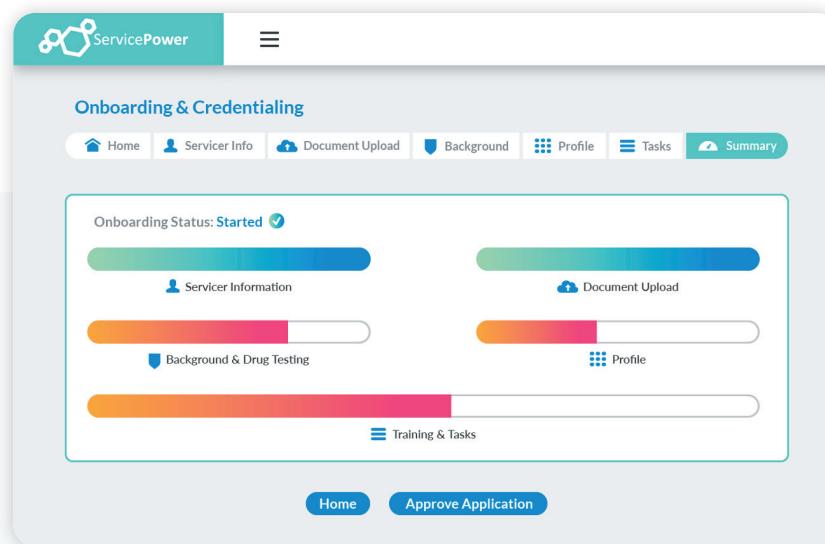 ServicePower
Onboarding & Credentialing
Home Servicer Info Document Upload Background Profile Tasks Summary
Onboarding Status: Started
Servicer Information Document Upload
Background & Drug Testing Profile
Training & Tasks
Home Approve Application